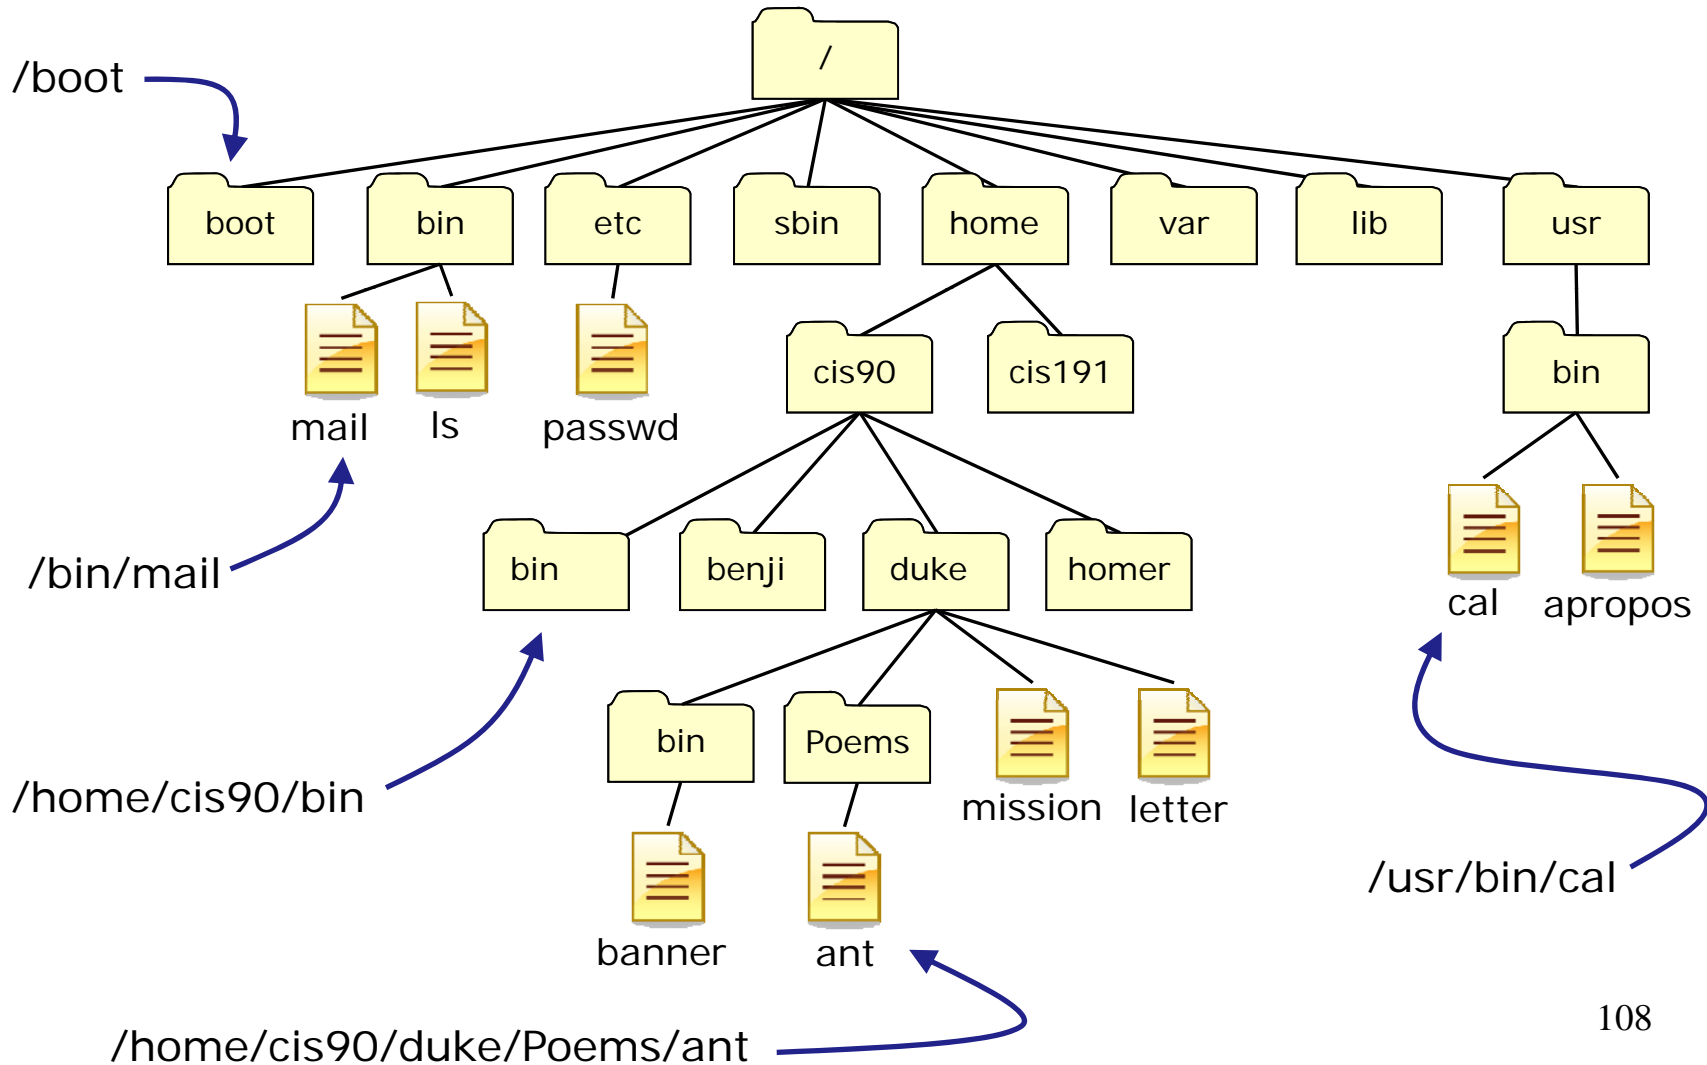 /
/boot
boot
bin
etc
sbin
home
var
lib
usr
mail
ls
passwd
cis90
cis191
bin
/bin/mail
bin
benji
duke
homer
cal
apropos
/home/cis90/bin
bin
Poems
mission
letter
/usr/bin/cal
banner
ant
/home/cis90/duke/Poems/ant
108